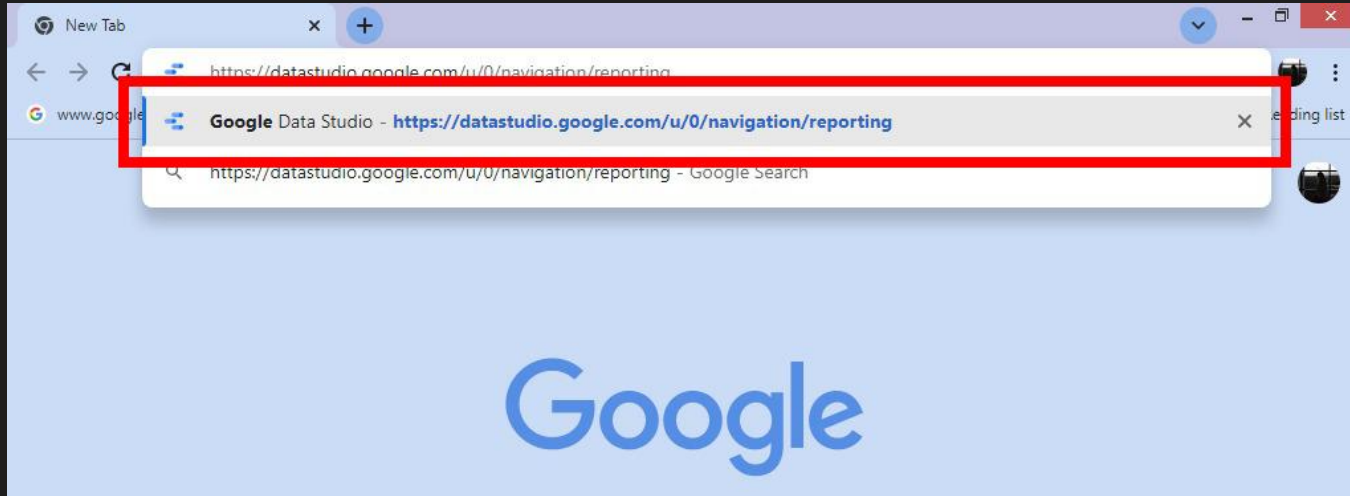 New Tab
https://datastudio.google.com/u/0/navigation/reporting
www.google
Google Data Studio - https://datastudio.google.com/u/0/navigation/reporting
ding list
https://datastudio.google.com/u/0/navigation/reporting - Google Search
Google